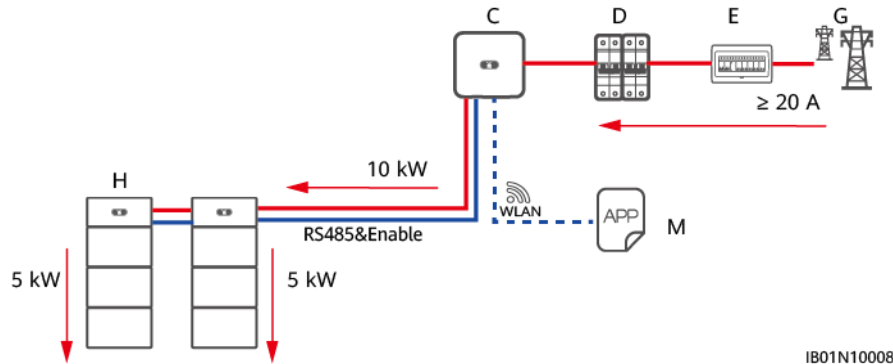 C
D
E
G
≥ 20 A
10 kW
H
WLAN
APP
M
RS485&Enable
5 kW
5 kW
IB01N10008